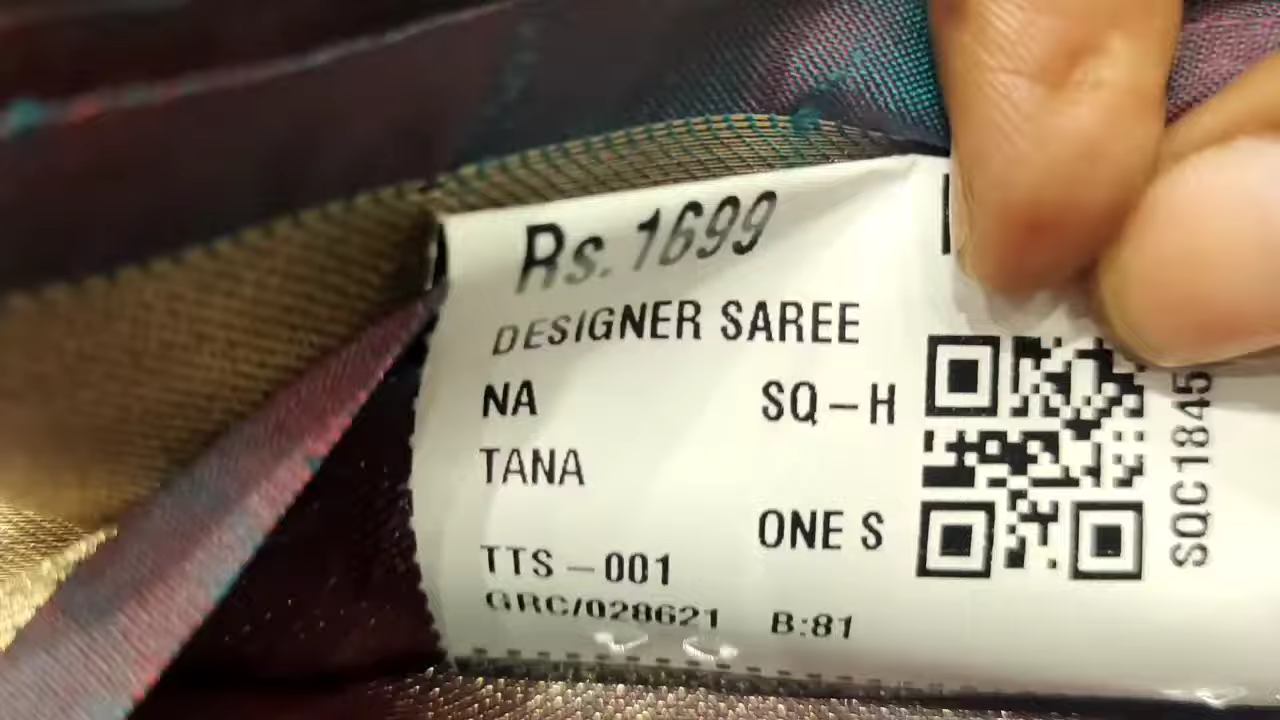 Rs. 1699
DESIGNER SAREE
NA SQ-H
TANA
ONE S
TTS-001
GRC/028621 B:81
SQC1845